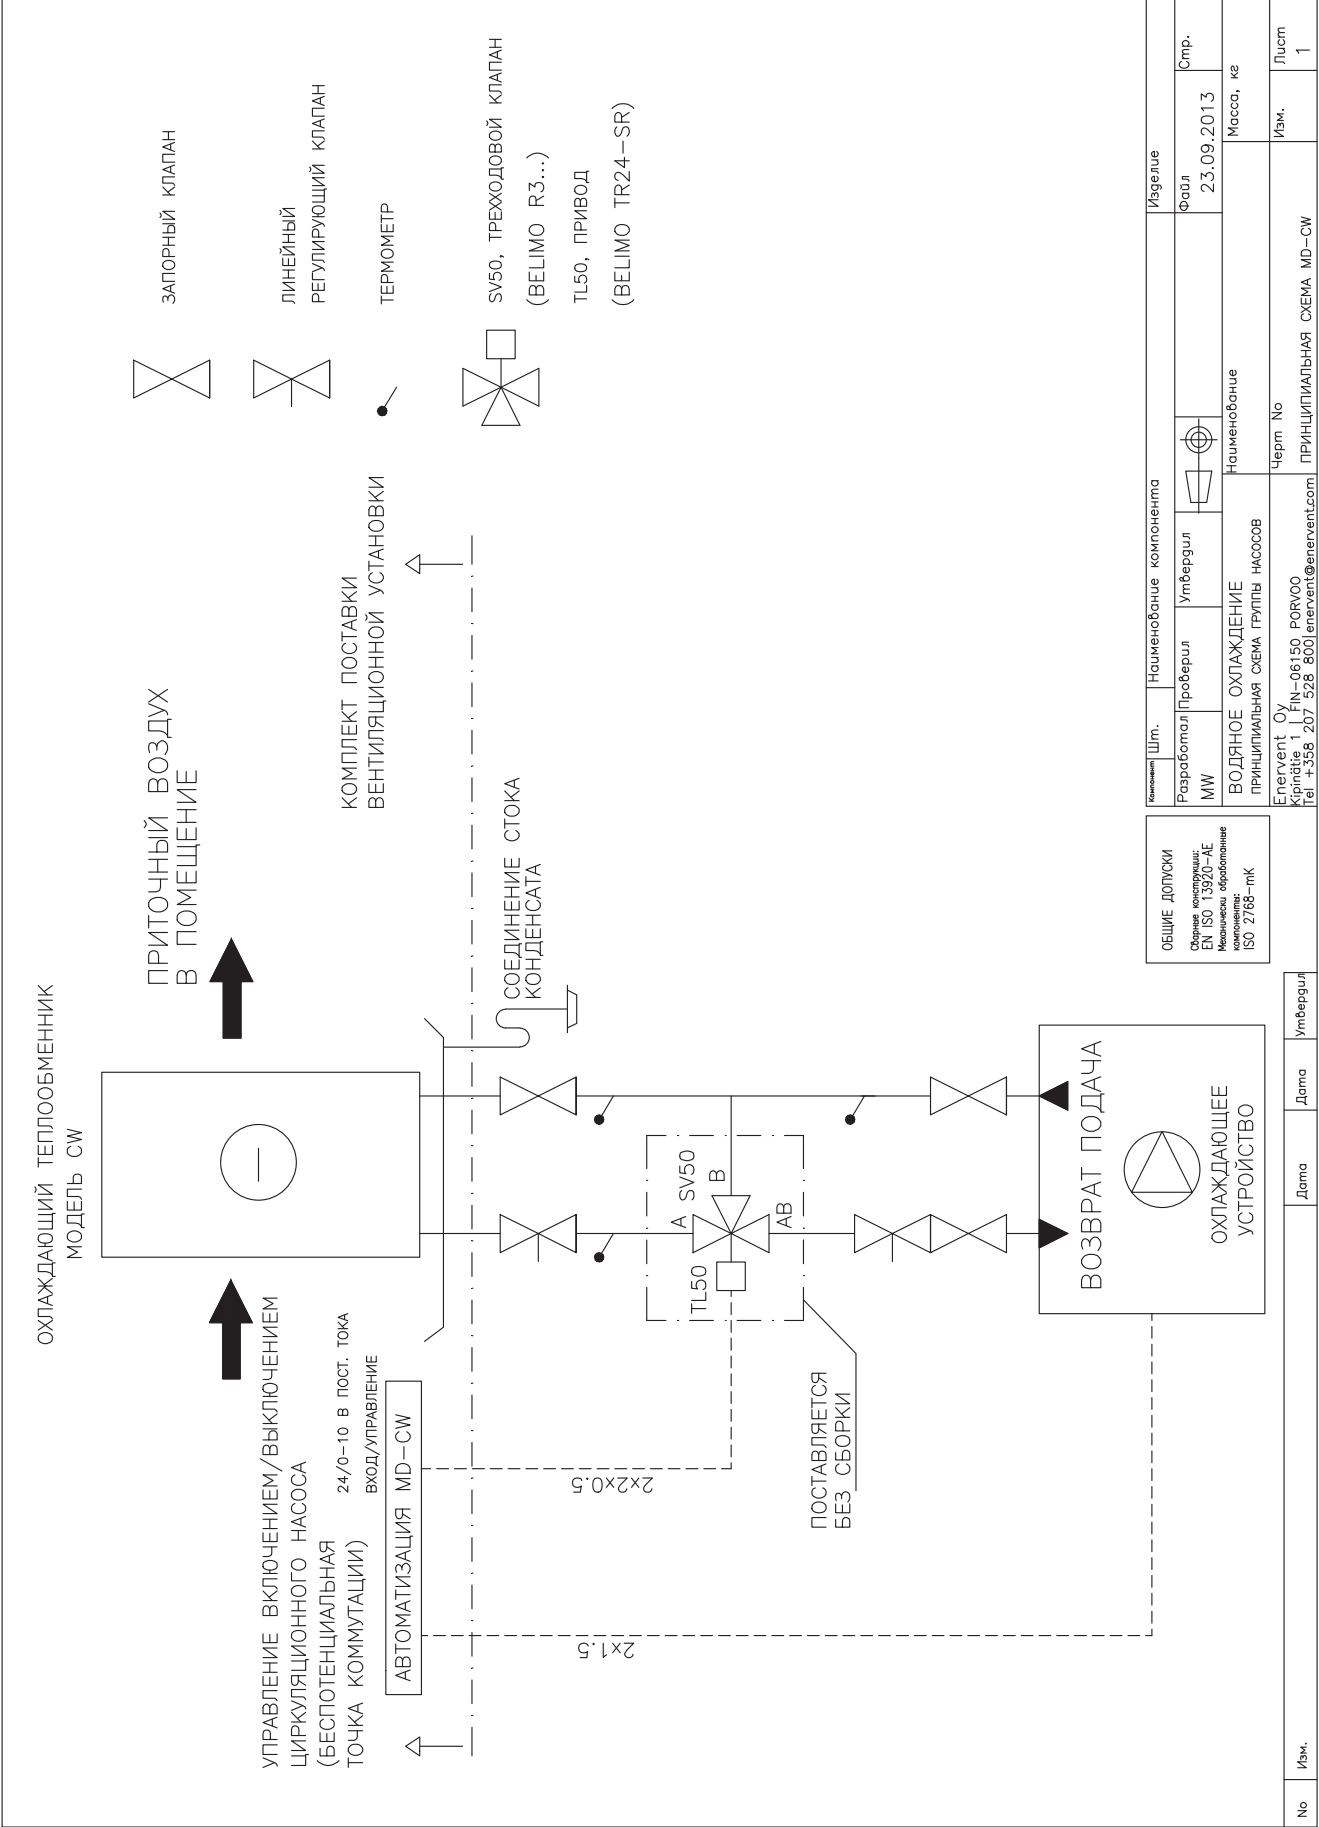 ОХЛАЖДАЮЩИЙ ТЕПЛООБМЕННИК
МОДЕЛЬ CW
ПРИТОЧНЫЙ ВОЗДУХ
В ПОМЕЩЕНИЕ
УПРАВЛЕНИЕ ВКЛЮЧЕНИЕМ/ВЫКЛЮЧЕНИЕМ
ЦИРКУЛЯЦИОННОГО НАСОСА
(БЕСПОТЕНЦИАЛЬНАЯ
ТОЧКА КОММУТАЦИИ)
24/0-10 В ПОСТ. ТОКА
ВХОД/УПРАВЛЕНИЕ
АВТОМАТИЗАЦИЯ MD-CW
КОМПЛЕКТ ПОСТАВКИ
ВЕНТИЛЯЦИОННОЙ УСТАНОВКИ
СОЕДИНЕНИЕ СТОКА
КОНДЕНСАТА
2x1.5
2x2x0.5
TL50
A
SV50
B
AB
ПОСТАВЛЯЕТСЯ
БЕЗ СБОРКИ
ВОЗВРАТ ПОДАЧА
ОХЛАЖДАЮЩЕЕ
УСТРОЙСТВО
ЗАПОРНЫЙ КЛАПАН
ЛИНЕЙНЫЙ
РЕГУЛИРУЮЩИЙ КЛАПАН
ТЕРМОМЕТР
SV50, ТРЕХХОДОВОЙ КЛАПАН
(BELIMO R3...)
TL50, ПРИВОД
(BELIMO TR24-SR)
ОБЩИЕ ДОПУСКИ
Сборные конструкции:
EN ISO 13920-AE
Механически обработанные
компоненты:
ISO 2768-mK
Компонент Шт. Наименование компонента Изделие
Разработал Проверил Утвердил Файл Стр.
MW 23.09.2013
ВОДЯНОЕ ОХЛАЖДЕНИЕ
ПРИНЦИПИАЛЬНАЯ СХЕМА ГРУППЫ НАСОСОВ
Наименование Масса, кг
Enervent Oy
Kipinätie 1 | FIN-06150 PORVOO
Tel +358 207 528 800|enervent@enervent.com
Черт No Изм. Лист
ПРИНЦИПИАЛЬНАЯ СХЕМА MD-CW 1
No Изм. Дата Дата Утвердил